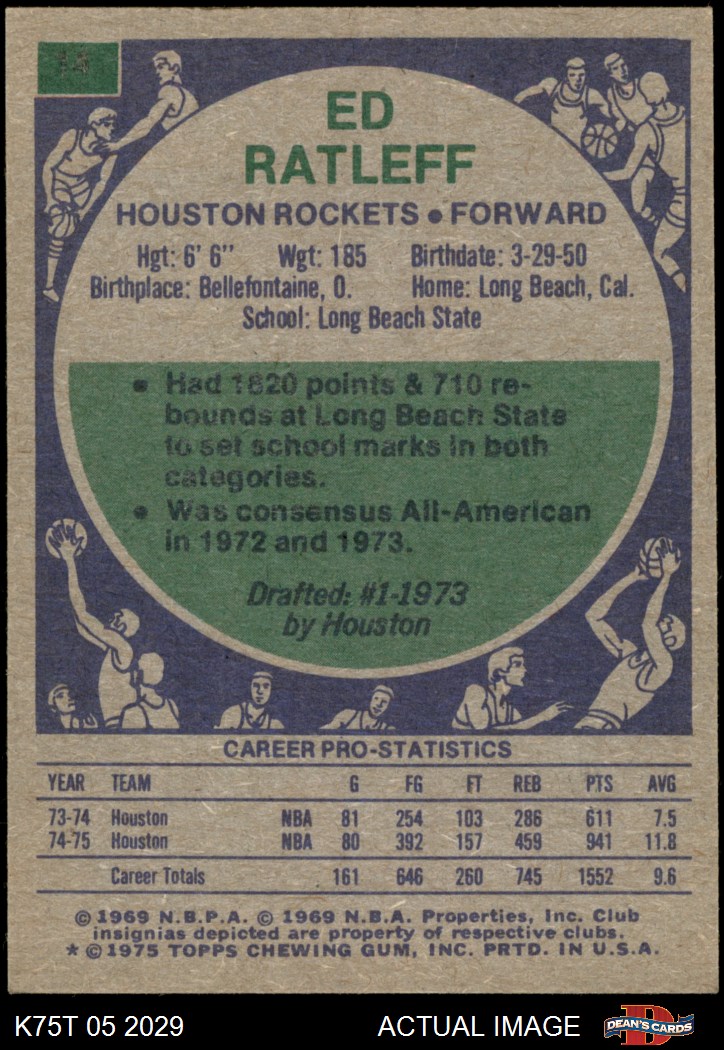 14
ED
RATLEFF
HOUSTON ROCKETS • FORWARD
Hgt: 6' 6" Wgt: 185 Birthdate: 3-29-50
Birthplace: Bellefontaine, O. Home: Long Beach, Cal.
School: Long Beach State
• Had 1820 points & 710 re-
bounds at Long Beach State
to set school marks in both
categories.
• Was consensus All-American
in 1972 and 1973.
Drafted: #1-1973
by Houston
CAREER PRO-STATISTICS
YEAR TEAM G FG FT REB PTS AVG
73-74 Houston NBA 81 254 103 286 611 7.5
74-75 Houston NBA 80 392 157 459 941 11.8
Career Totals 161 646 260 745 1552 9.6
© 1969 N.B.P.A. © 1969 N.B.A. Properties, Inc. Club
insignias depicted are property of respective clubs.
* © 1975 TOPPS CHEWING GUM, INC. PRTD. IN U.S.A.
K75T 05 2029 ACTUAL IMAGE D DEAN'S CARDS